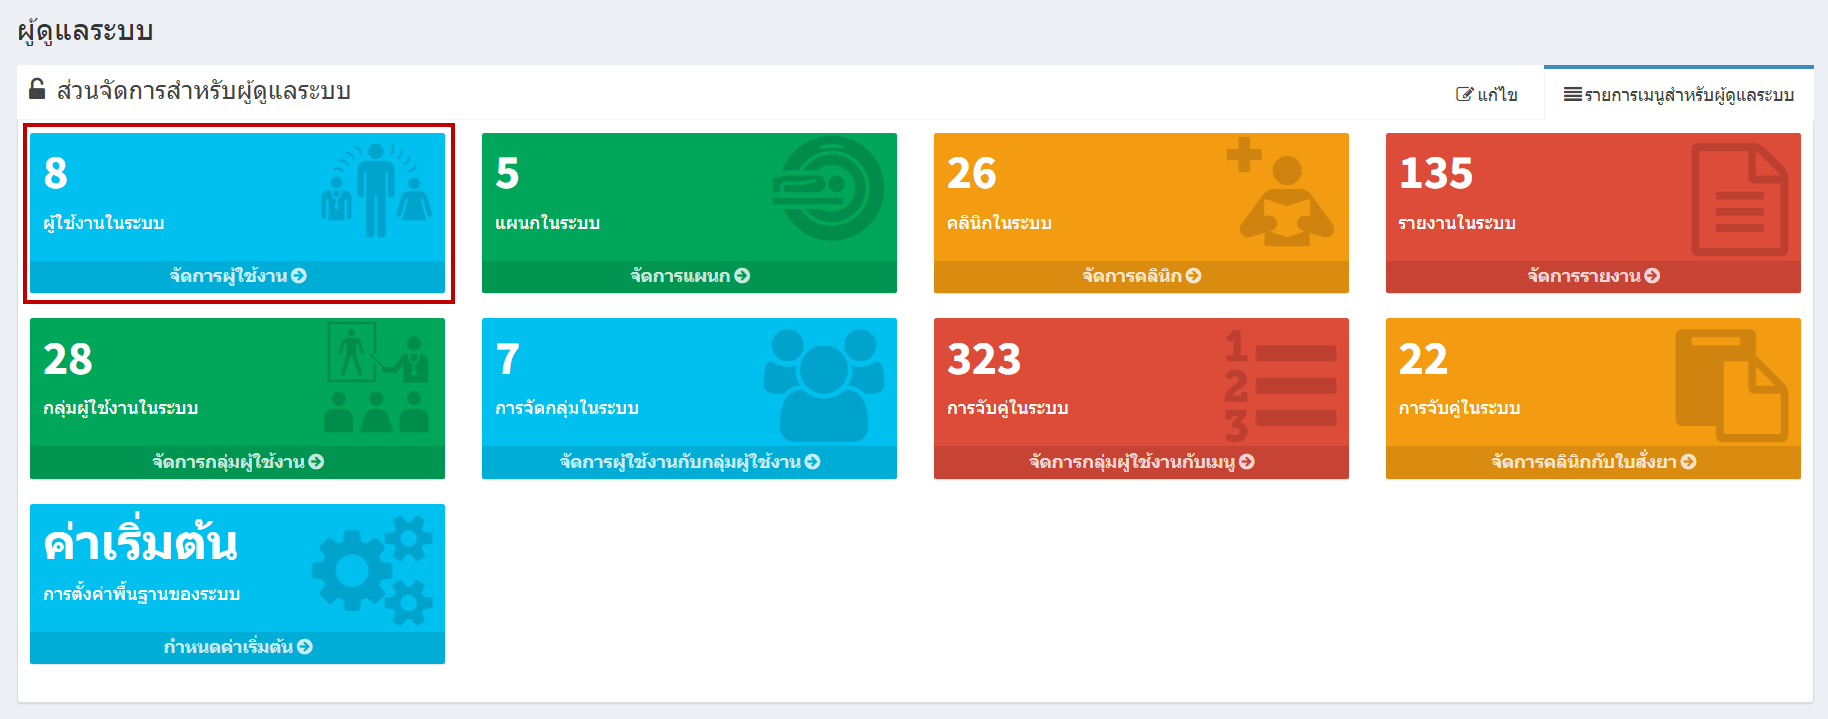 ผู้ดูแลระบบ
ส่วนจัดการสำหรับผู้ดูแลระบบ
แก้ไข
รายการเมนูสำหรับผู้ดูแลระบบ
8
ผู้ใช้งานในระบบ
จัดการผู้ใช้งาน
5
แผนกในระบบ
จัดการแผนก
26
คลินิกในระบบ
จัดการคลินิก
135
รายงานในระบบ
จัดการรายงาน
28
กลุ่มผู้ใช้งานในระบบ
จัดการกลุ่มผู้ใช้งาน
7
การจัดกลุ่มในระบบ
จัดการผู้ใช้งานกับกลุ่มผู้ใช้งาน
323
การจับคู่ในระบบ
1
2
3
จัดการกลุ่มผู้ใช้งานกับเมนู
22
การจับคู่ในระบบ
จัดการคลินิกกับใบสั่งยา
ค่าเริ่มต้น
การตั้งค่าพื้นฐานของระบบ
กำหนดค่าเริ่มต้น